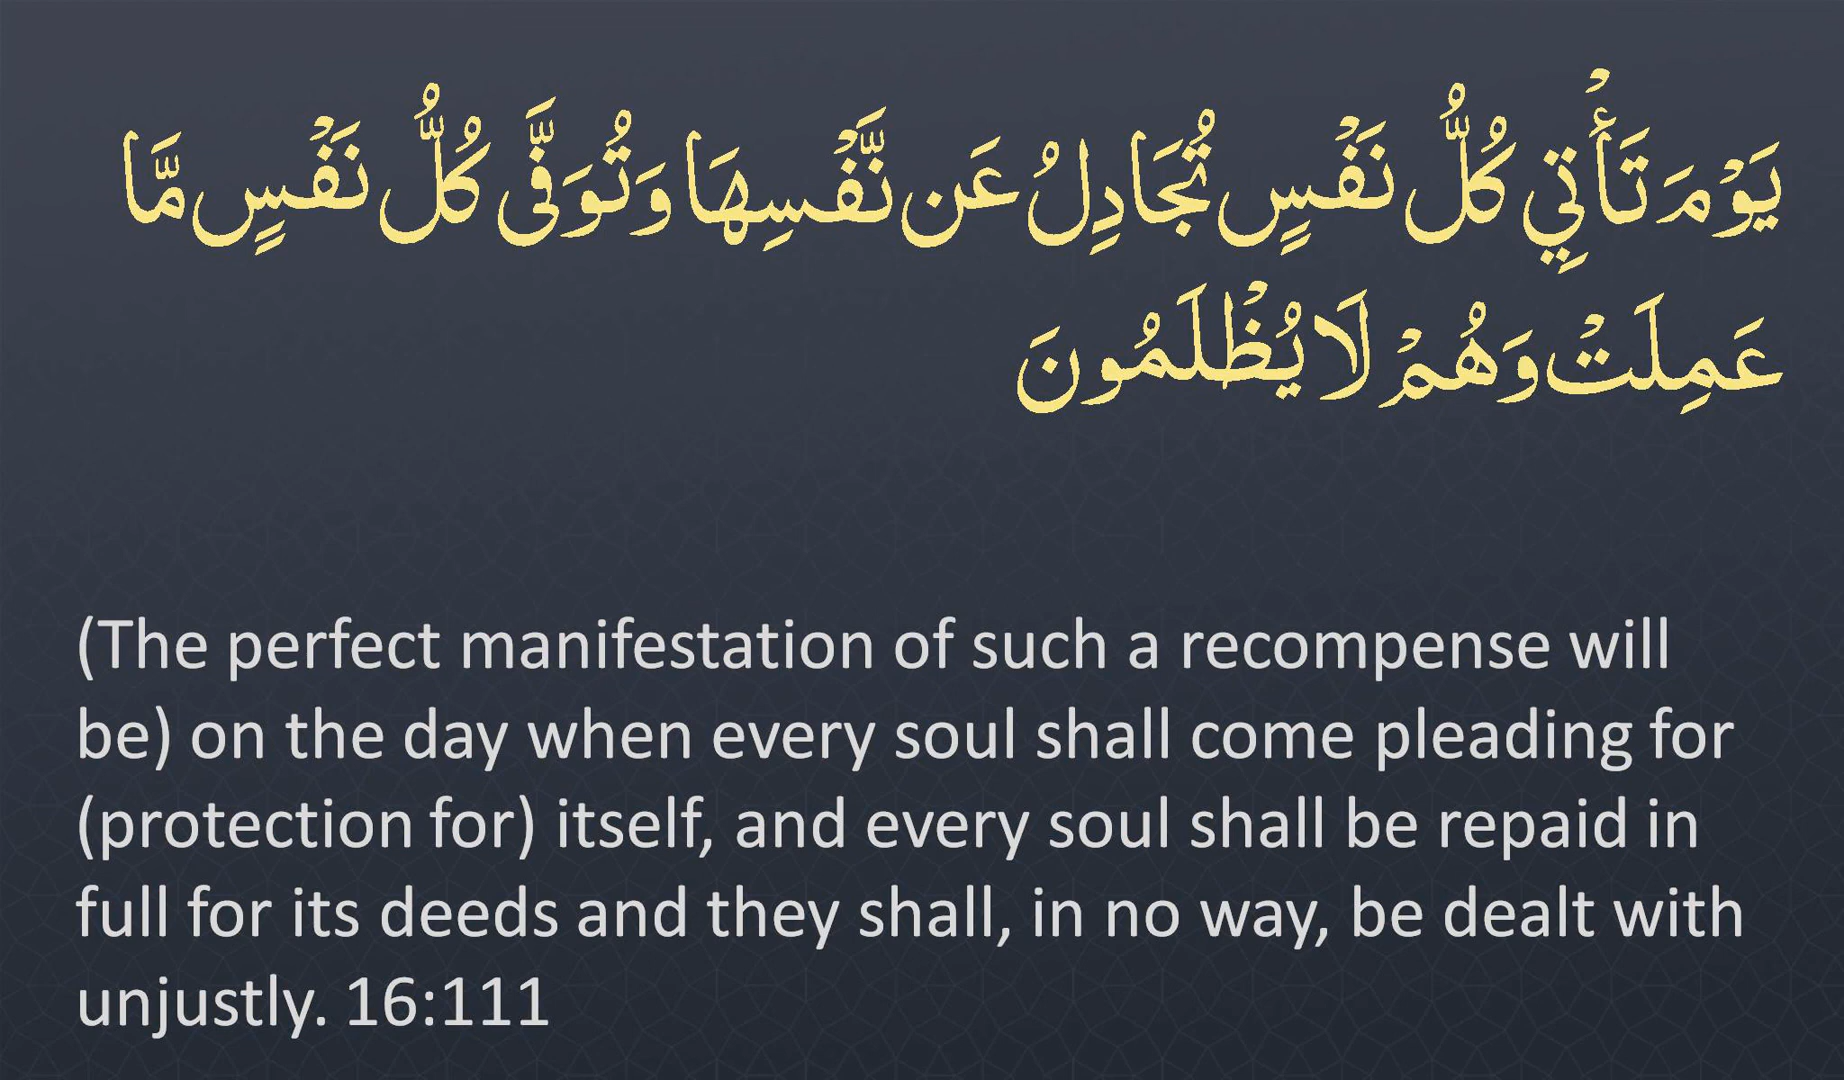 يَوْمَ تَأْتِي كُلُّ نَفْسٍ تُجَادِلُ عَن نَّفْسِهَا وَتُوَفَّى كُلُّ نَفْسٍ مَّا
عَمِلَتْ وَهُمْ لَا يُظْلَمُونَ
(The perfect manifestation of such a recompense will
be) on the day when every soul shall come pleading for
(protection for) itself, and every soul shall be repaid in
full for its deeds and they shall, in no way, be dealt with
unjustly. 16:111